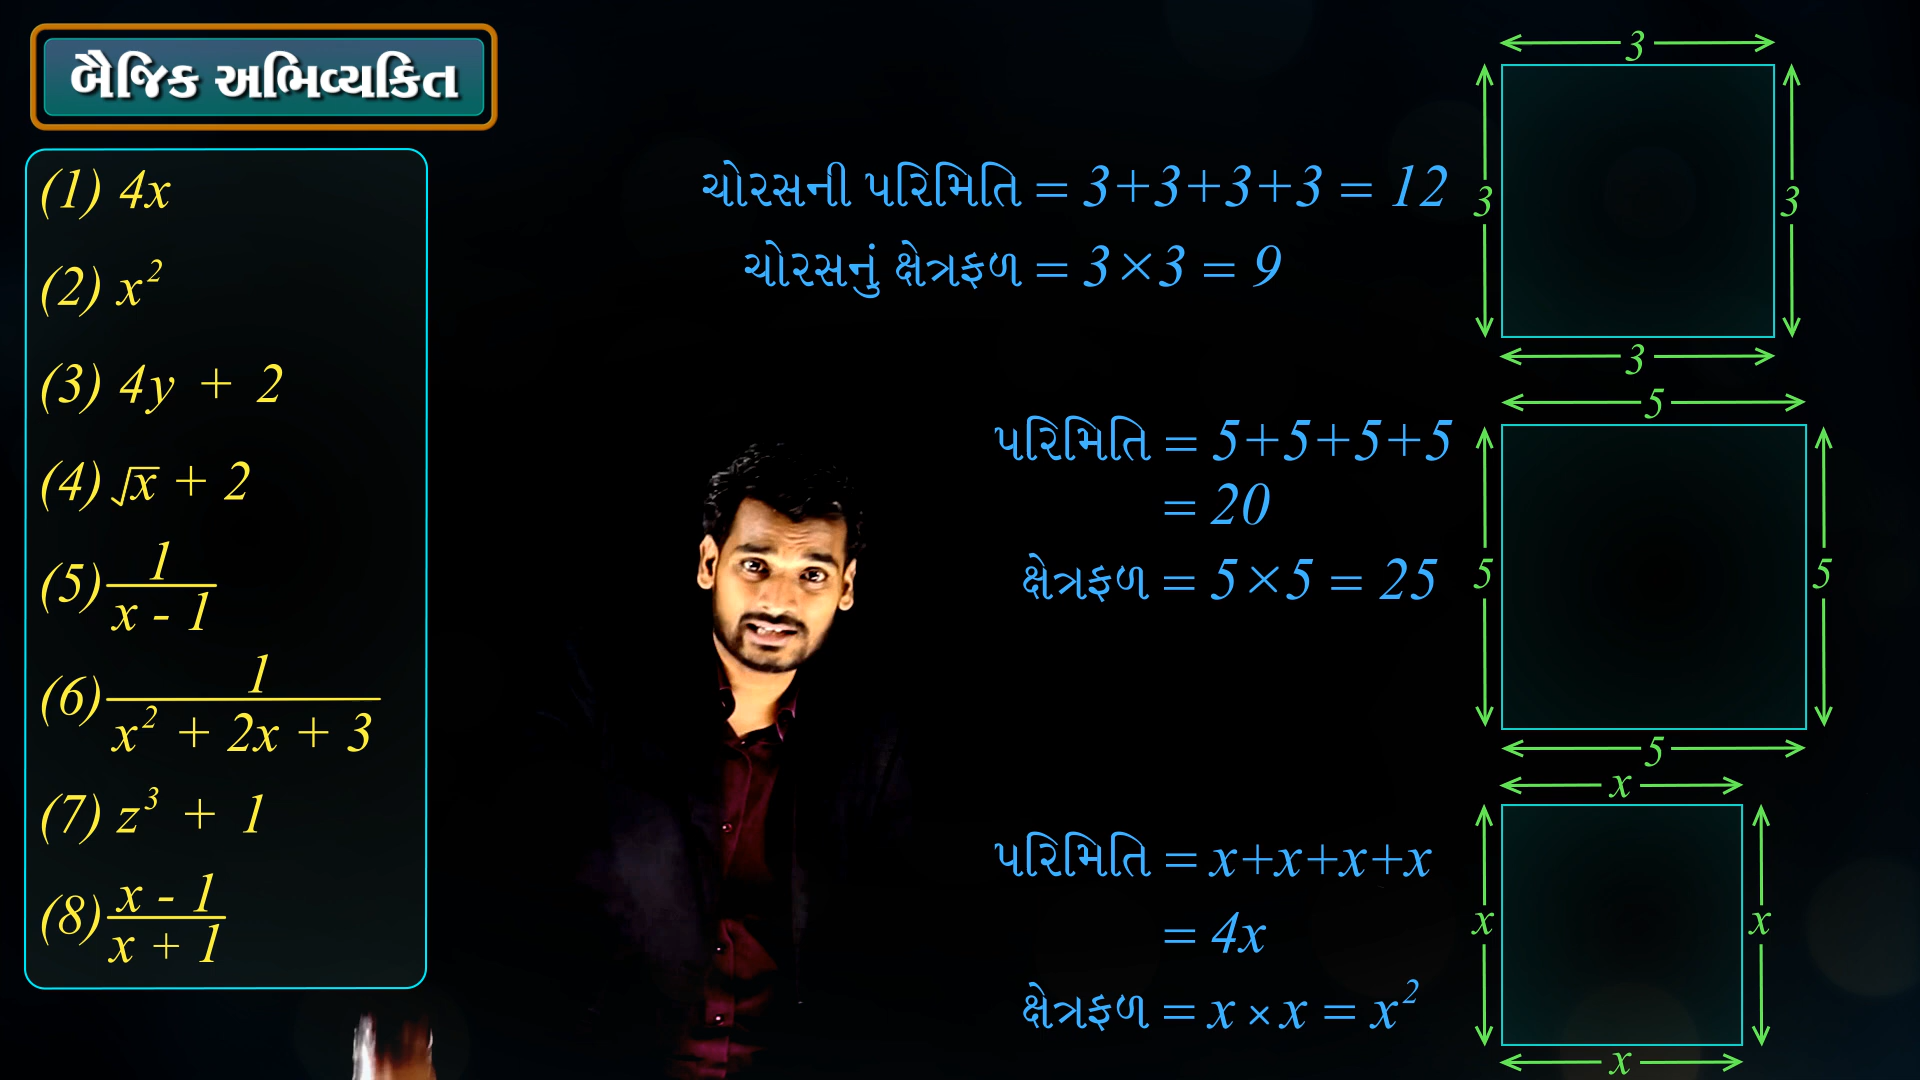 બૈજિક અભિવ્યકિત
(1) 4x
(2) x²
(3) 4y + 2
(4) √x + 2
(5) 1
x - 1
(6) 1
x² + 2x + 3
(7) z³ + 1
(8) x - 1
x + 1
ચોરસની પરિમિતિ = 3+3+3+3 = 12
ચોરસનું ક્ષેત્રફળ = 3×3 = 9
3
3
3
3
પરિમિતિ = 5+5+5+5
= 20
ક્ષેત્રફળ = 5×5 = 25
5
5
5
5
પરિમિતિ = x+x+x+x
= 4x
ક્ષેત્રફળ = x × x = x²
x
x
x
x